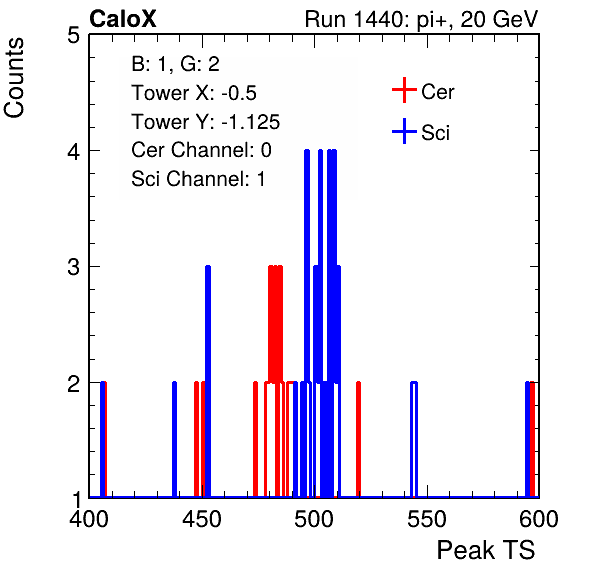 CaloX Run 1440: pi+, 20 GeV
Counts
5
4
3
2
1
B: 1, G: 2
Tower X: -0.5
Tower Y: -1.125
Cer Channel: 0
Sci Channel: 1
Cer
Sci
400 450 500 550 600
Peak TS